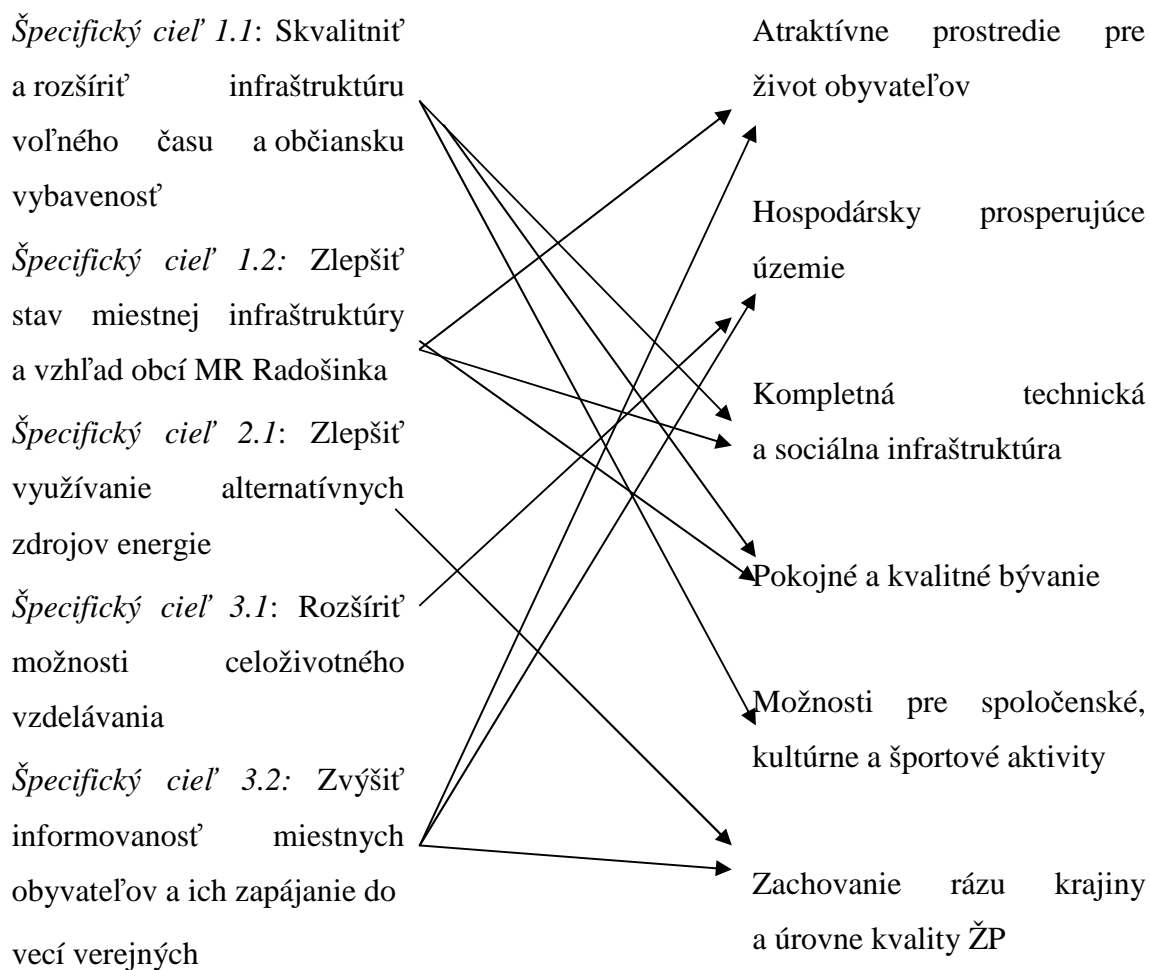 Špecifický cieľ 1.1: Skvalitniť
a rozšíriť infraštruktúru
voľného času a občiansku
vybavenosť
Špecifický cieľ 1.2: Zlepšiť
stav miestnej infraštruktúry
a vzhľad obcí MR Radošinka
Špecifický cieľ 2.1: Zlepšiť
využívanie alternatívnych
zdrojov energie
Špecifický cieľ 3.1: Rozšíriť
možnosti celoživotného
vzdelávania
Špecifický cieľ 3.2: Zvýšiť
informovanosť miestnych
obyvateľov a ich zapájanie do
vecí verejných
Atraktívne prostredie pre
život obyvateľov
Hospodársky prosperujúce
územie
Kompletná technická
a sociálna infraštruktúra
Pokojné a kvalitné bývanie
Možnosti pre spoločenské,
kultúrne a športové aktivity
Zachovanie rázu krajiny
a úrovne kvality ŽP